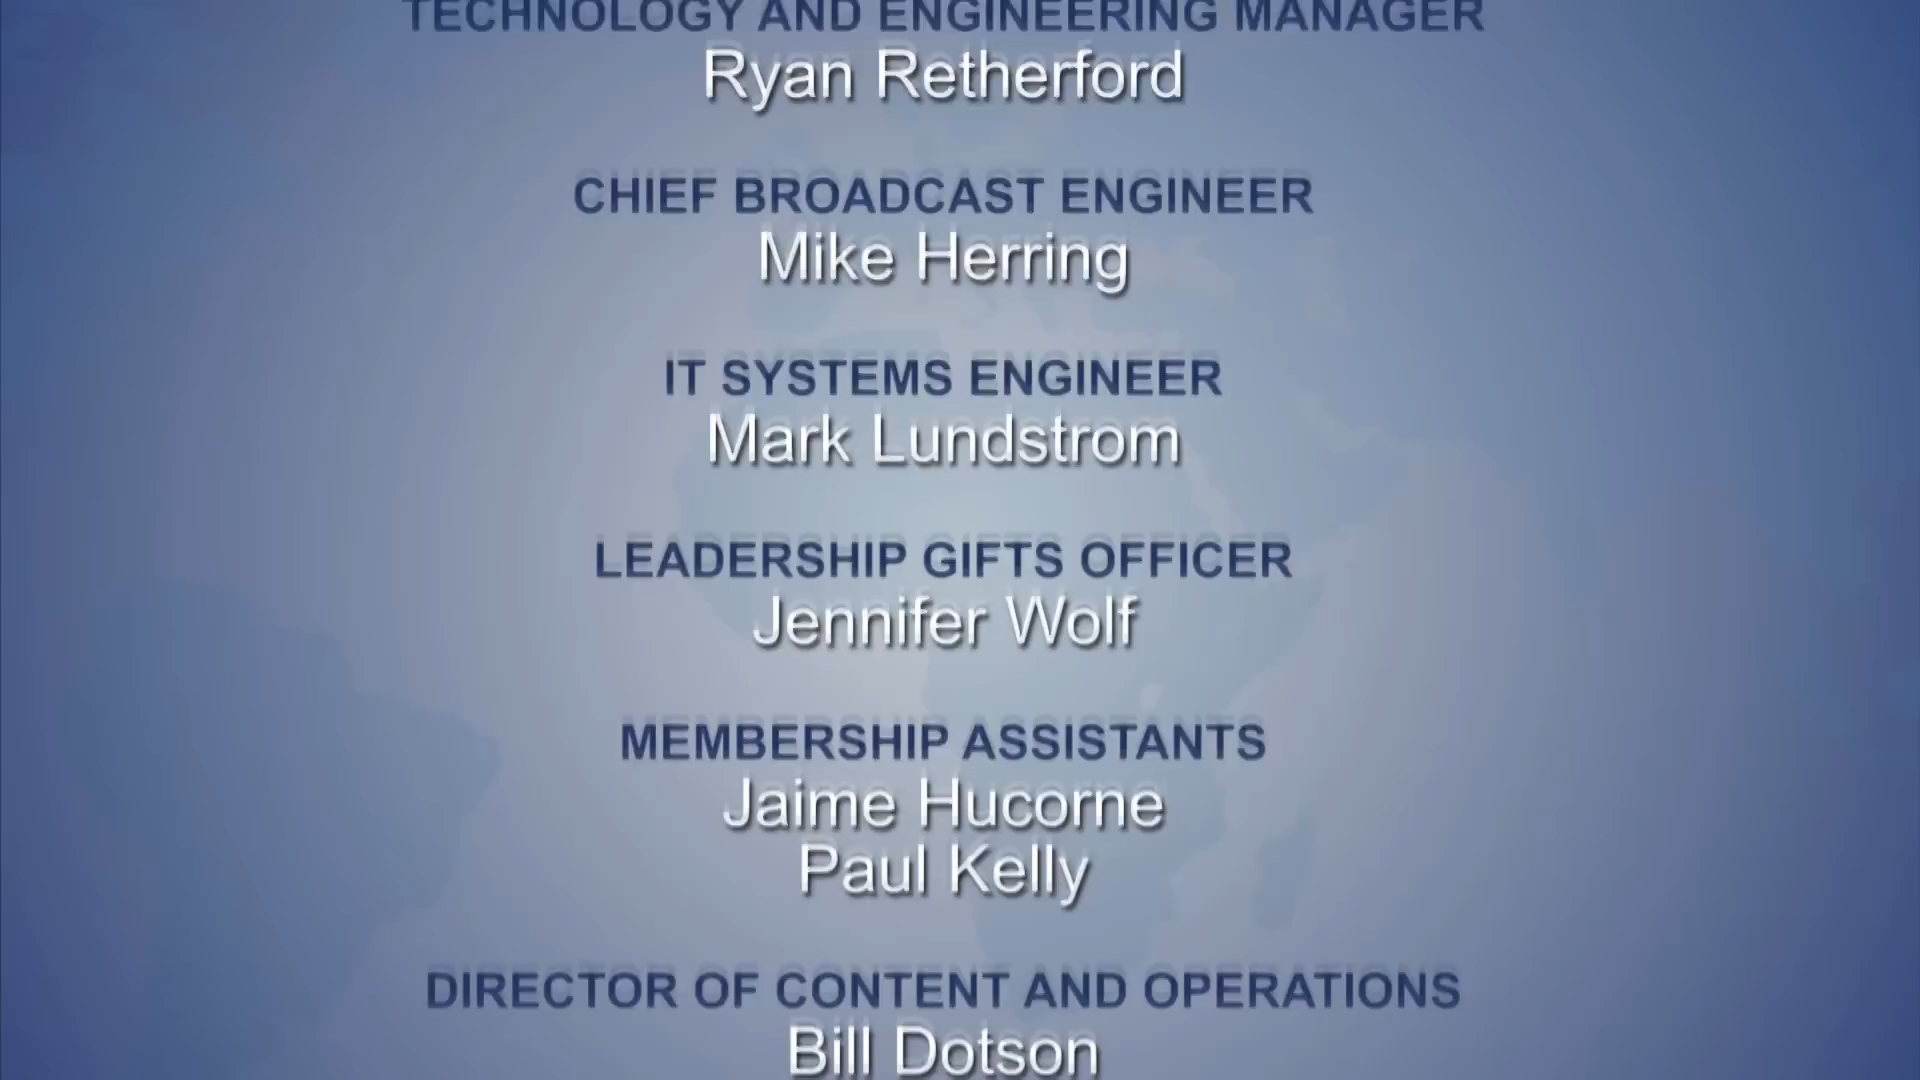 TECHNOLOGY AND ENGINEERING MANAGER
Ryan Retherford
CHIEF BROADCAST ENGINEER
Mike Herring
IT SYSTEMS ENGINEER
Mark Lundstrom
LEADERSHIP GIFTS OFFICER
Jennifer Wolf
MEMBERSHIP ASSISTANTS
Jaime Hucorne
Paul Kelly
DIRECTOR OF CONTENT AND OPERATIONS
Bill Dotson